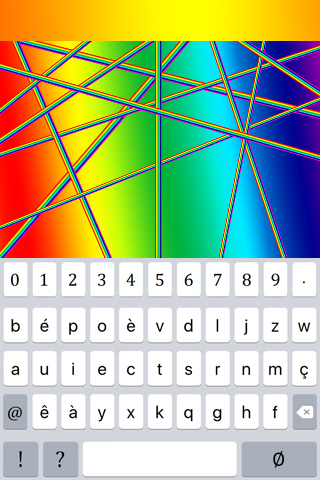 0 1 2 3 4 5 6 7 8 9 .
b é p o è v d l j z w
a u i e c t s r n m ç
@ ê à y x k q g h f
! ? Ø